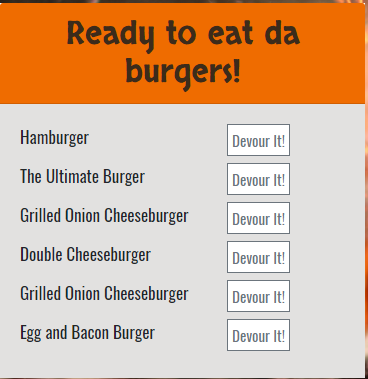 Ready to eat da
burgers!
Hamburger Devour It!
The Ultimate Burger Devour It!
Grilled Onion Cheeseburger Devour It!
Double Cheeseburger Devour It!
Grilled Onion Cheeseburger Devour It!
Egg and Bacon Burger Devour It!